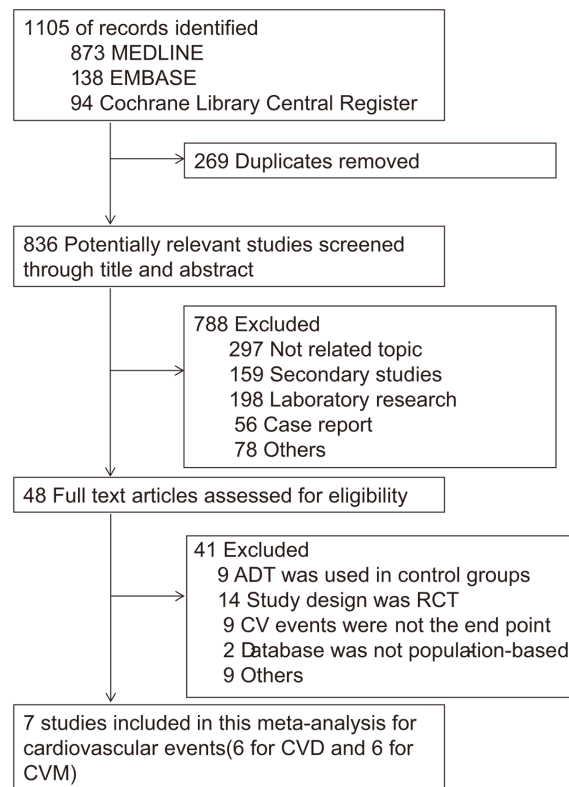 1105 of records identified
873 MEDLINE
138 EMBASE
94 Cochrane Library Central Register
269 Duplicates removed
836 Potentially relevant studies screened
through title and abstract
788 Excluded
297 Not related topic
159 Secondary studies
198 Laboratory research
56 Case report
78 Others
48 Full text articles assessed for eligibility
41 Excluded
9 ADT was used in control groups
14 Study design was RCT
9 CV events were not the end point
2 Database was not population-based
9 Others
7 studies included in this meta-analysis for
cardiovascular events(6 for CVD and 6 for
CVM)